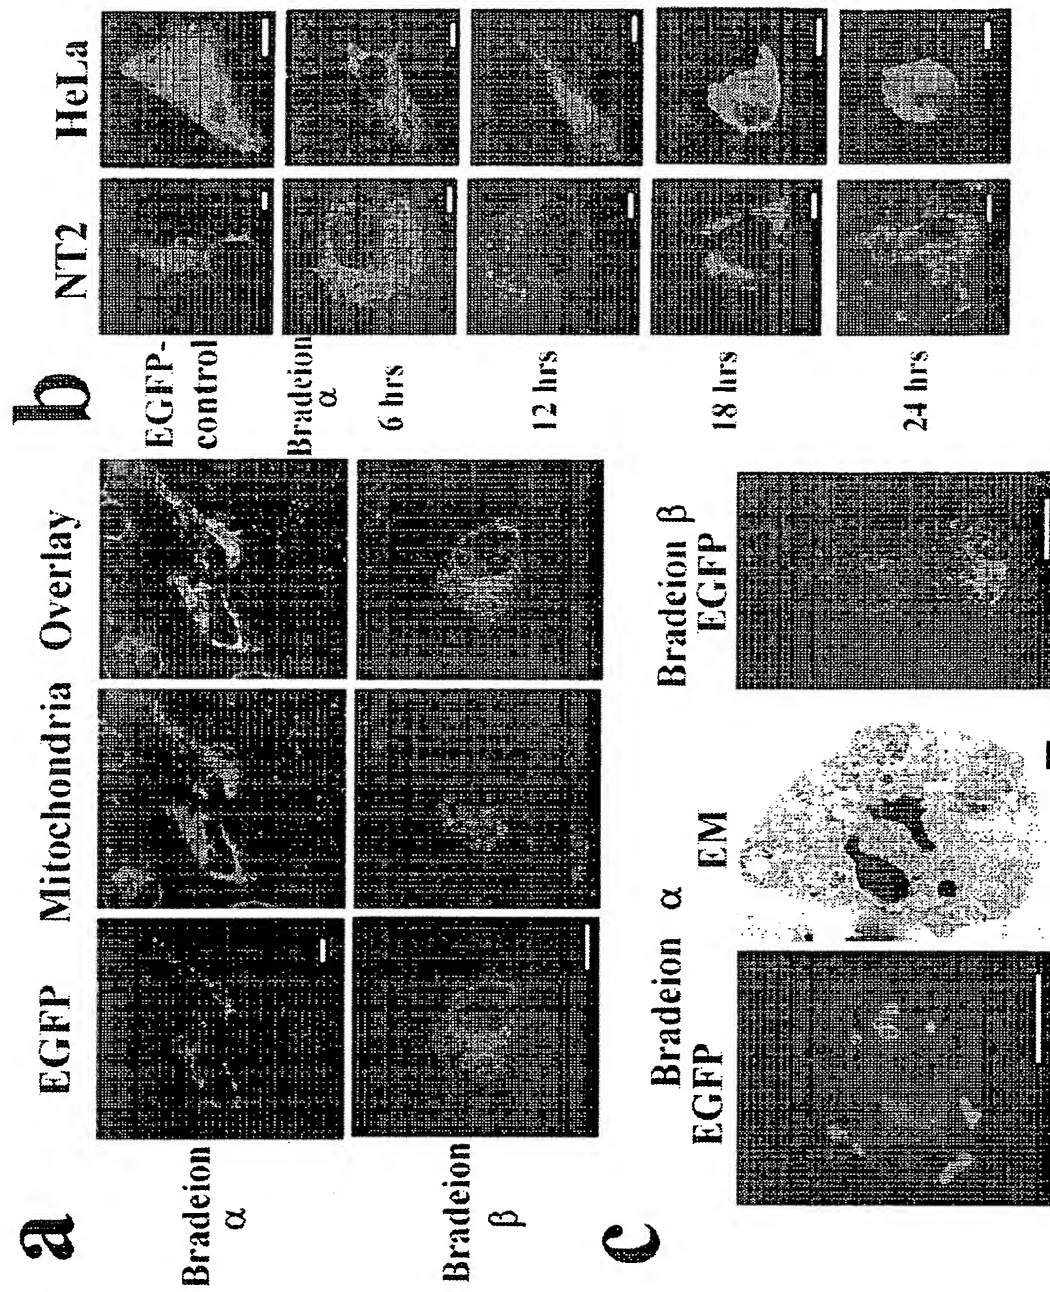 a
EGFP Mitochondria Overlay
Bradeion
α
Bradeion
β
b
NT2 HeLa
EGFP-
control
Bradeion
α
6 hrs
12 hrs
18 hrs
24 hrs
c
Bradeion α
EGFP EM
Bradeion β
EGFP